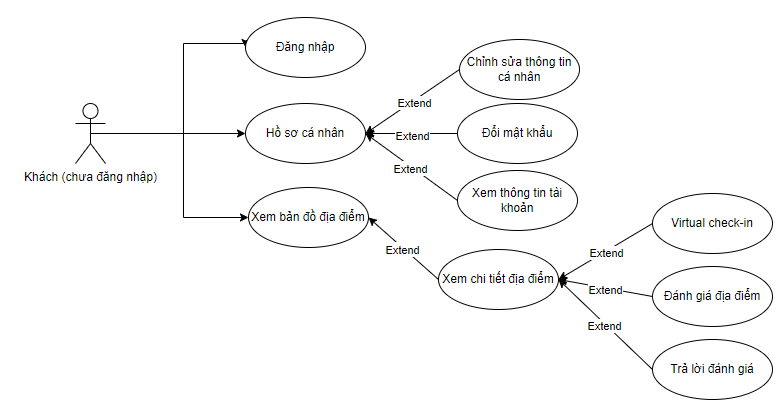 Đăng nhập
Chỉnh sửa thông tin
cá nhân
Extend
Hồ sơ cá nhân
Extend
Đổi mật khẩu
Extend
Khách (chưa đăng nhập)
Xem thông tin tài
khoản
Xem bản đồ địa điểm
Extend
Virtual check-in
Extend
Xem chi tiết địa điểm
Extend
Đánh giá địa điểm
Extend
Trả lời đánh giá